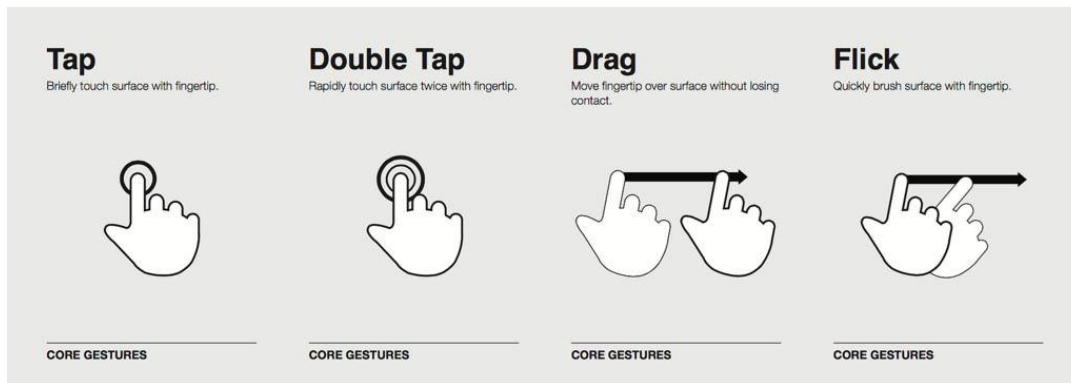 Tap
Briefly touch surface with fingertip.
CORE GESTURES
Double Tap
Rapidly touch surface twice with fingertip.
CORE GESTURES
Drag
Move fingertip over surface without losing
contact.
CORE GESTURES
Flick
Quickly brush surface with fingertip.
CORE GESTURES